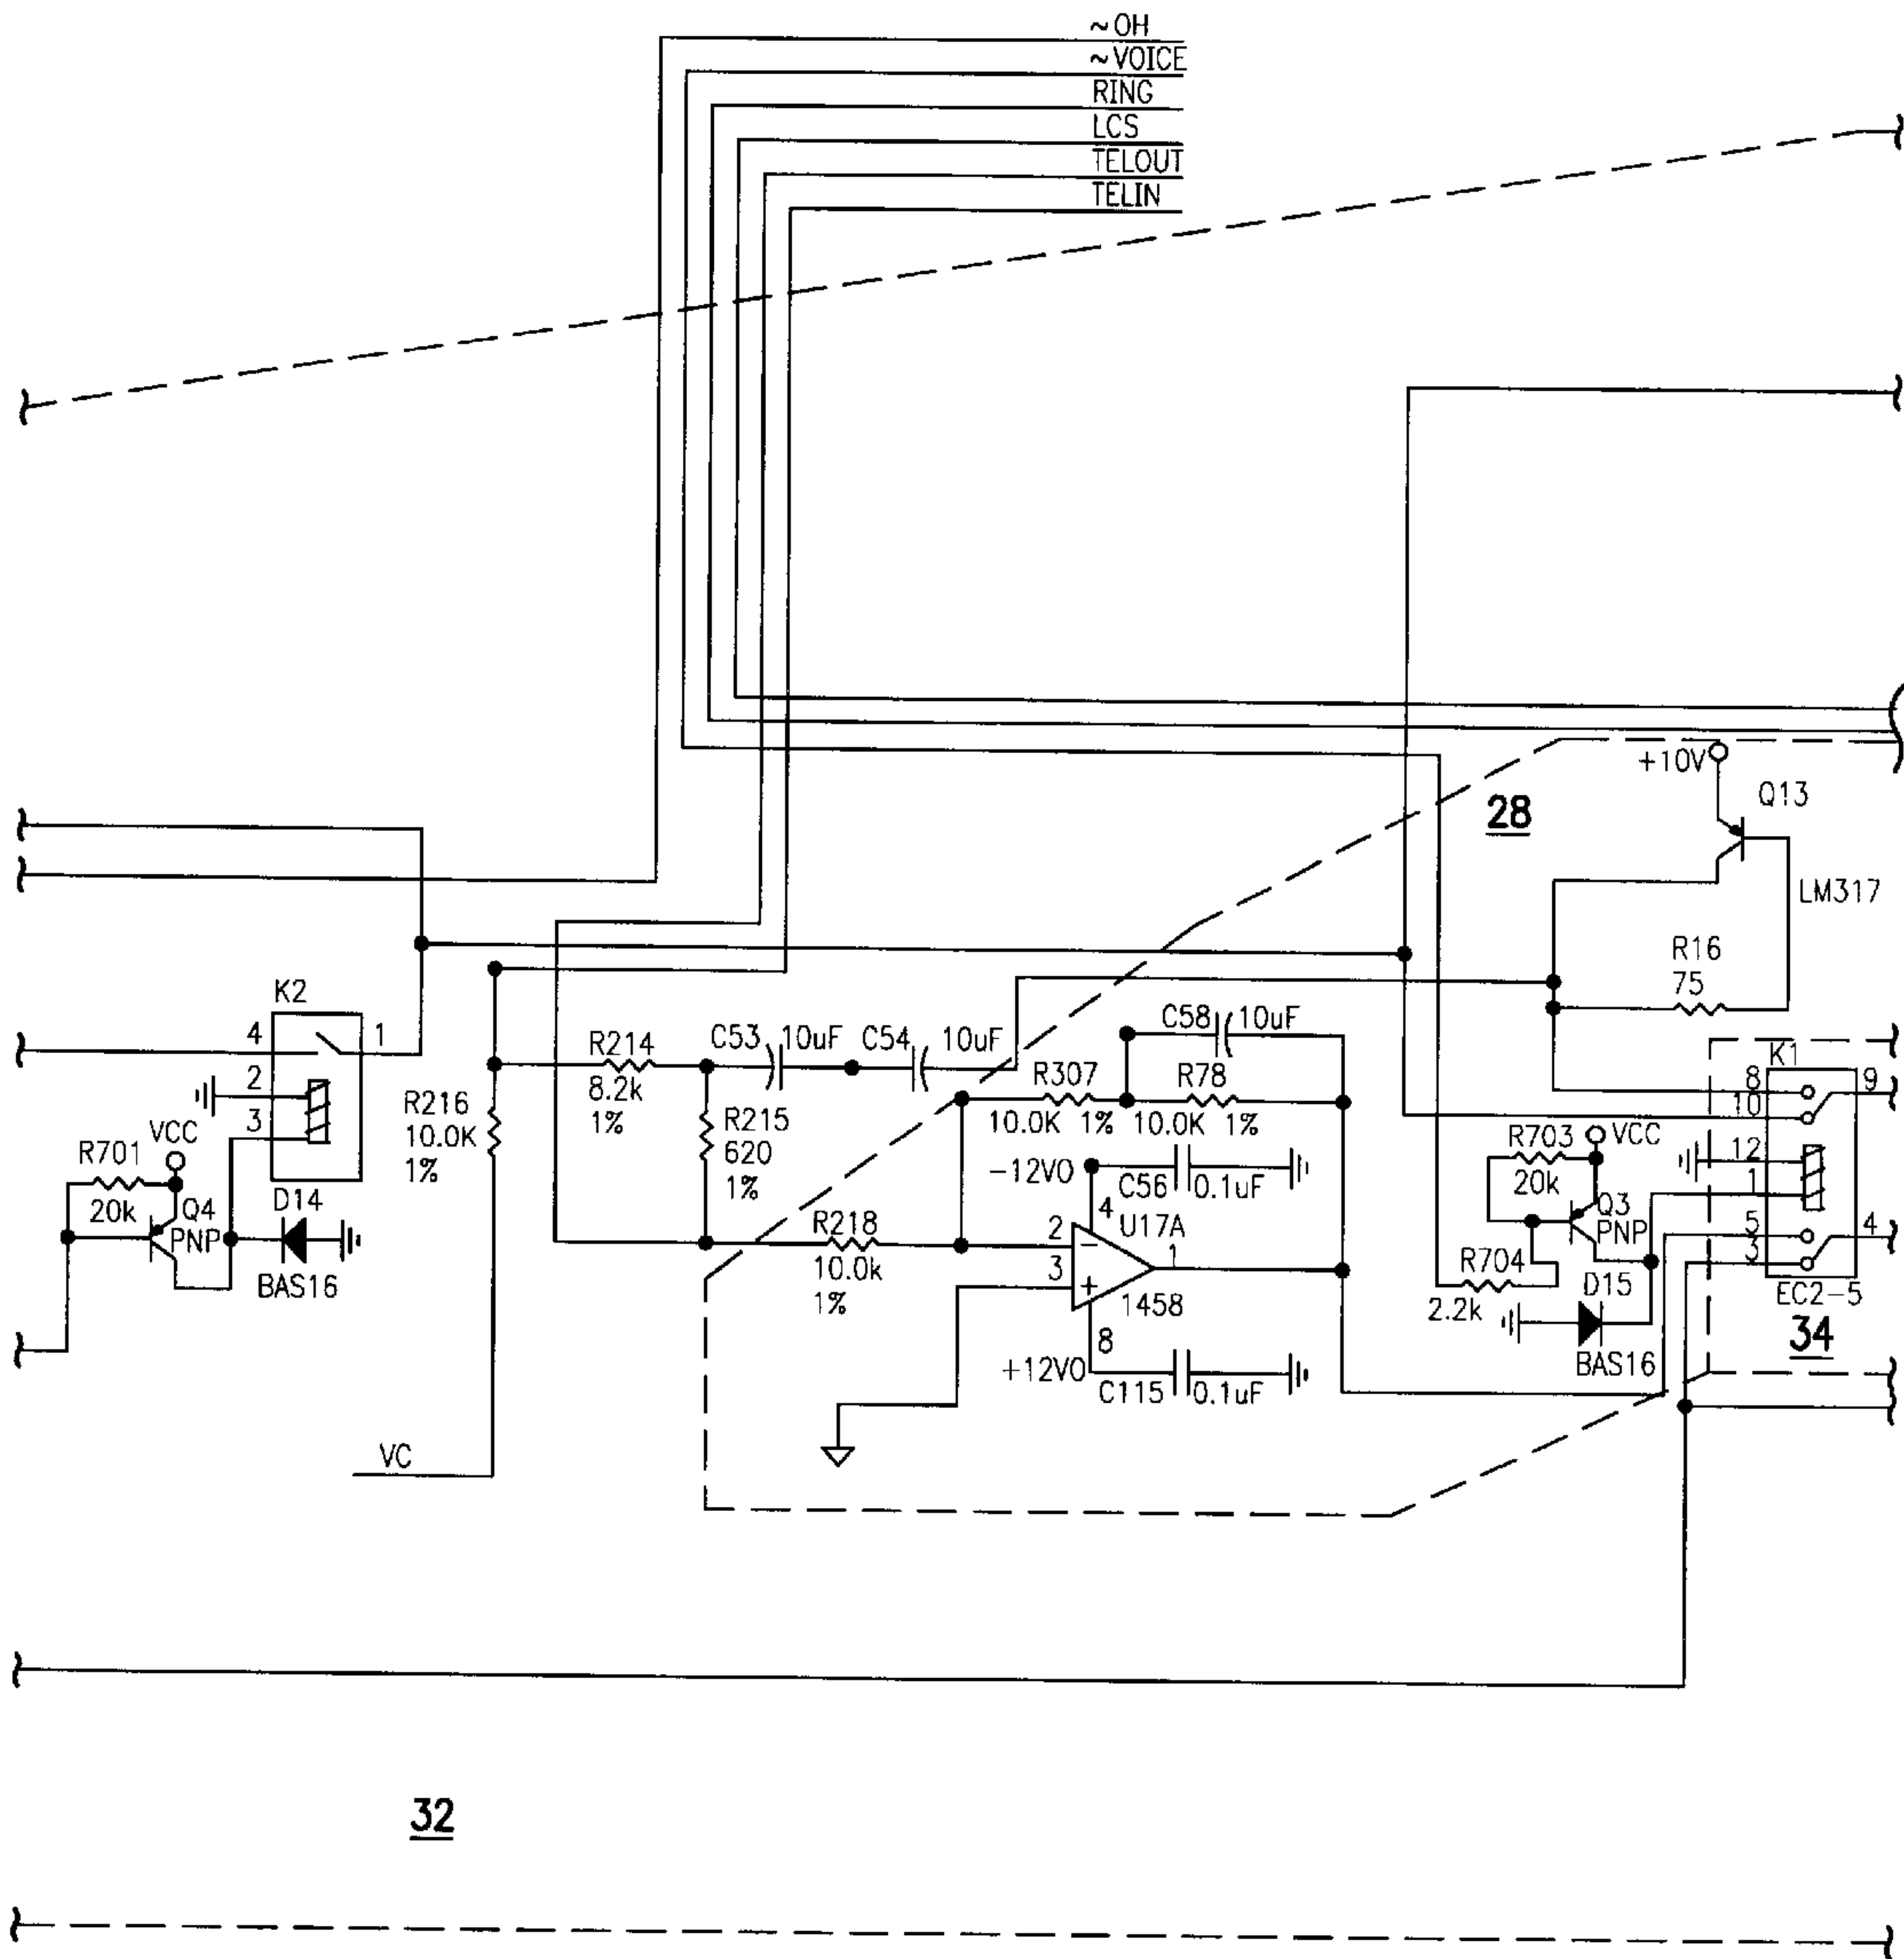 ~OH
~VOICE
RING
LCS
TELOUT
TELIN
+10V
Q13
28
LM317
R16
75
K2
4
1
2
3
R701
VCC
20k
Q4
PNP
D14
BAS16
R216
10.0K
1%
R214
8.2k
1%
C53
10uF
C54
10uF
R215
620
1%
C58
10uF
R307
10.0K 1%
R78
10.0K 1%
-12VO
C56
0.1uF
4
U17A
R218
10.0k
1%
2
3
1
1458
8
+12VO
C115
0.1uF
K1
8
10
9
R703
VCC
20k
12
1
Q3
PNP
5
3
4
R704
2.2k
D15
BAS16
EC2-5
34
VC
32